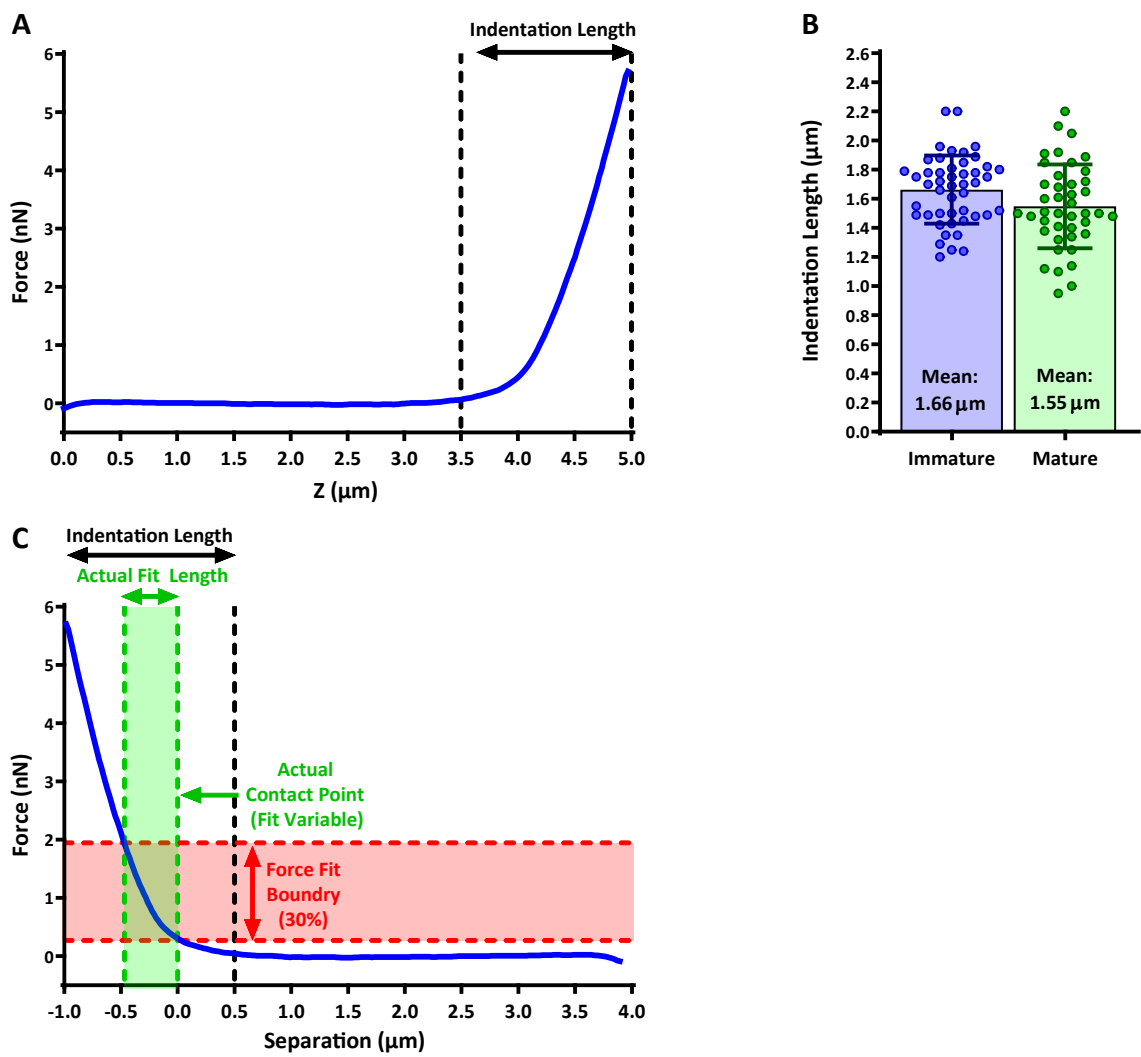 A
Indentation Length
6
5
4
3
2
1
0
Force (nN)
0.0 0.5 1.0 1.5 2.0 2.5 3.0 3.5 4.0 4.5 5.0
Z (μm)
B
2.6
2.4
2.2
2.0
1.8
1.6
1.4
1.2
1.0
0.8
0.6
0.4
0.2
0.0
Indentation Length (μm)
Mean:
1.66 μm
Mean:
1.55 μm
Immature Mature
C
Indentation Length
Actual Fit Length
6
5
4
3
2
1
0
Force (nN)
Actual
Contact Point
(Fit Variable)
Force Fit
Boundry
(30%)
-1.0 -0.5 0.0 0.5 1.0 1.5 2.0 2.5 3.0 3.5 4.0
Separation (μm)